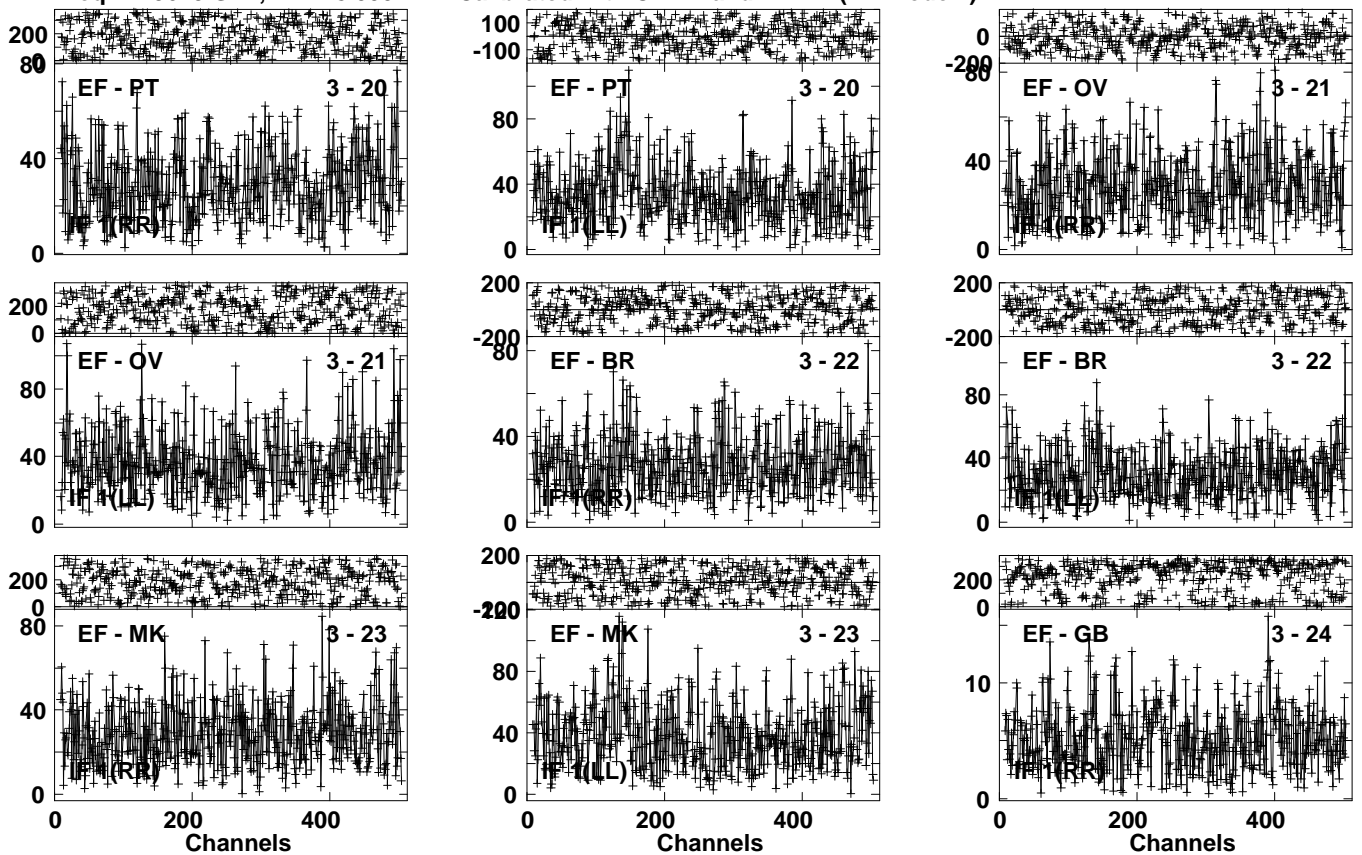 200 0
100 -100
0 -200
80 40 0
EF - PT 3 - 20
IF 1(RR)
80 40 0
EF - PT 3 - 20
IF 1(LL)
80 40 0
EF - OV 3 - 21
IF 1(RR)
200 0
200 -200
200 -200
80 40 0
EF - OV 3 - 21
IF 1(LL)
80 40 0
EF - BR 3 - 22
IF 1(RR)
80 40 0
EF - BR 3 - 22
IF 1(LL)
200 0
200 -200
200 0
80 40 0
EF - MK 3 - 23
IF 1(RR)
120 80 40 0
EF - MK 3 - 23
IF 1(LL)
10 5 0
EF - GB 3 - 24
IF 1(RR)
0 200 400
Channels
0 200 400
Channels
0 200 400
Channels